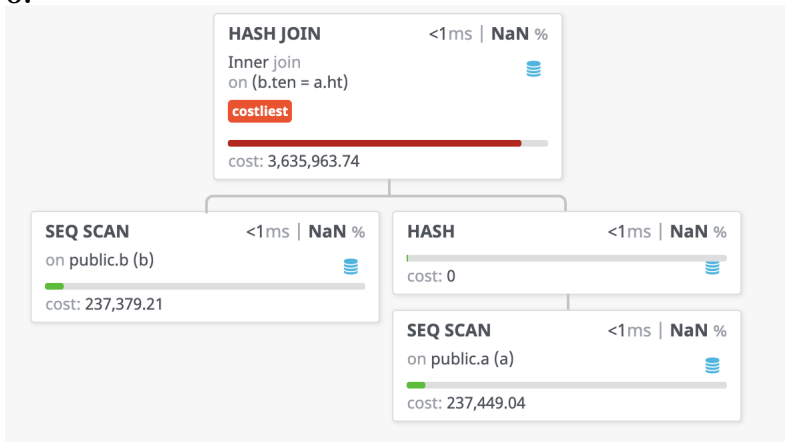 HASH JOIN <1ms | NaN %
Inner join
on (b.ten = a.ht)
costliest
cost: 3,635,963.74
SEQ SCAN <1ms | NaN %
on public.b (b)
cost: 237,379.21
HASH <1ms | NaN %
cost: 0
SEQ SCAN <1ms | NaN %
on public.a (a)
cost: 237,449.04